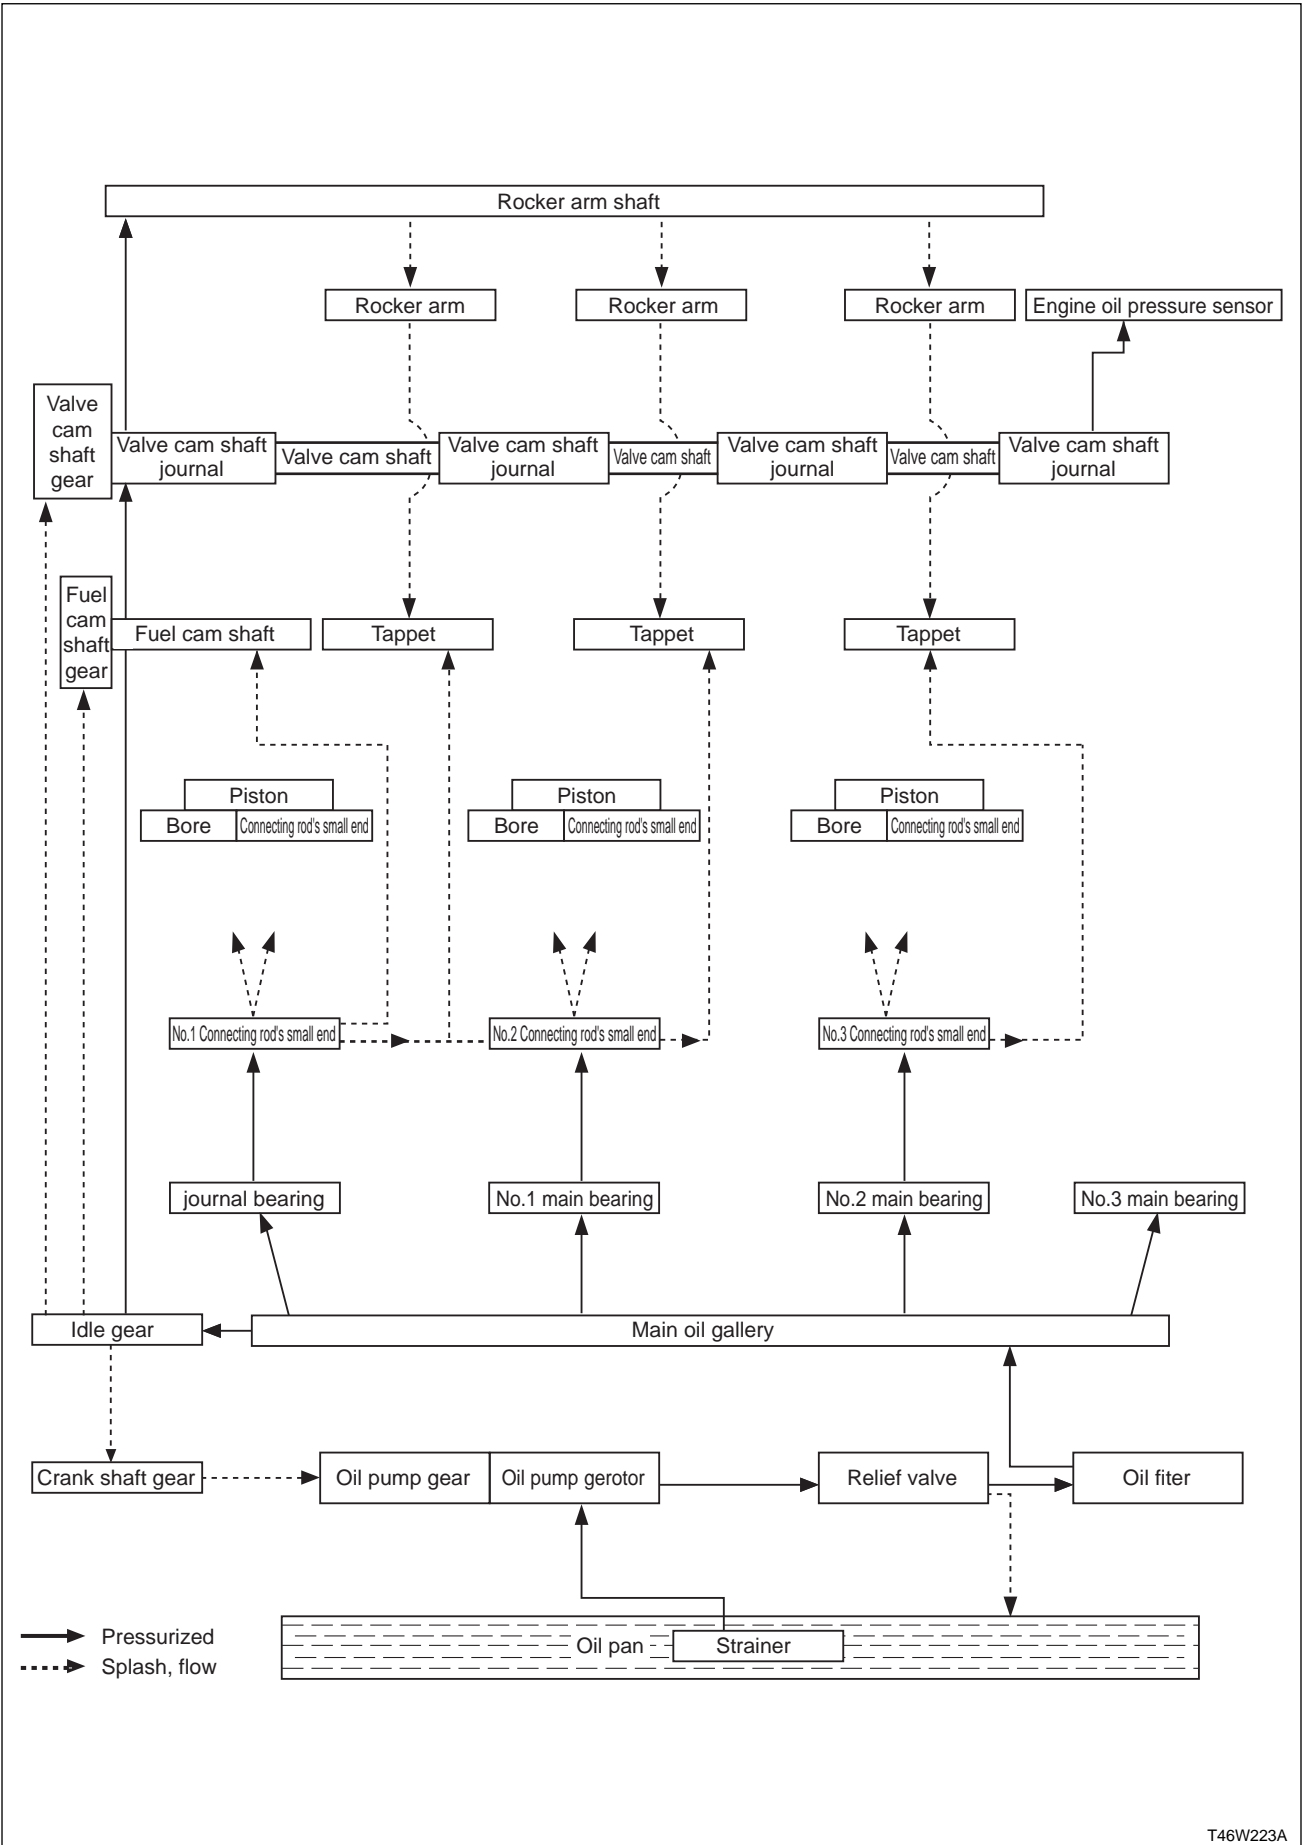 Rocker arm shaft
Rocker arm
Rocker arm
Rocker arm
Engine oil pressure sensor
Valve
cam
shaft
gear
Valve cam shaft
journal
Valve cam shaft
Valve cam shaft
journal
Valve cam shaft
Valve cam shaft
journal
Valve cam shaft
Valve cam shaft
journal
Fuel
cam
shaft
gear
Fuel cam shaft
Tappet
Tappet
Tappet
Piston
Bore
Connecting rod's small end
Piston
Bore
Connecting rod's small end
Piston
Bore
Connecting rod's small end
No.1 Connecting rod's small end
No.2 Connecting rod's small end
No.3 Connecting rod's small end
journal bearing
No.1 main bearing
No.2 main bearing
No.3 main bearing
Idle gear
Main oil gallery
Crank shaft gear
Oil pump gear
Oil pump gerotor
Relief valve
Oil fiter
Pressurized
Splash, flow
Oil pan
Strainer
T46W223A